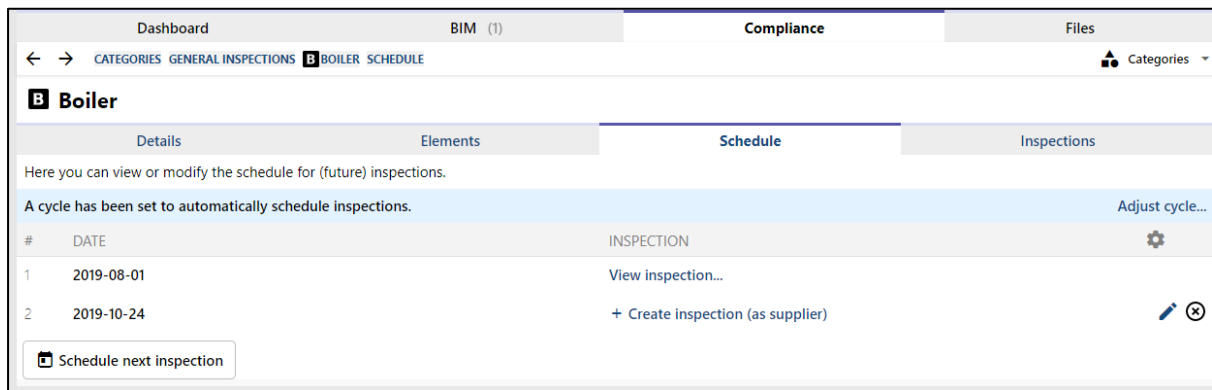 Dashboard BIM (1) Compliance Files
← → CATEGORIES GENERAL INSPECTIONS B BOILER SCHEDULE Categories
B Boiler
Details Elements Schedule Inspections
Here you can view or modify the schedule for (future) inspections.
A cycle has been set to automatically schedule inspections. Adjust cycle...
# DATE INSPECTION
1 2019-08-01 View inspection...
2 2019-10-24 + Create inspection (as supplier)
Schedule next inspection